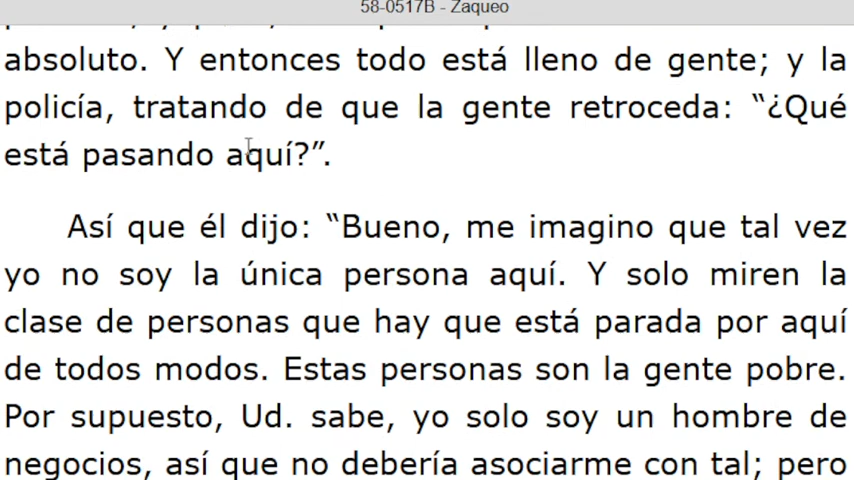 58-0517B - Zaqueo
absoluto. Y entonces todo está lleno de gente; y la
policía, tratando de que la gente retroceda: “¿Qué
está pasando aquí?”.
Así que él dijo: “Bueno, me imagino que tal vez
yo no soy la única persona aquí. Y solo miren la
clase de personas que hay que está parada por aquí
de todos modos. Estas personas son la gente pobre.
Por supuesto, Ud. sabe, yo solo soy un hombre de
negocios, así que no debería asociarme con tal; pero